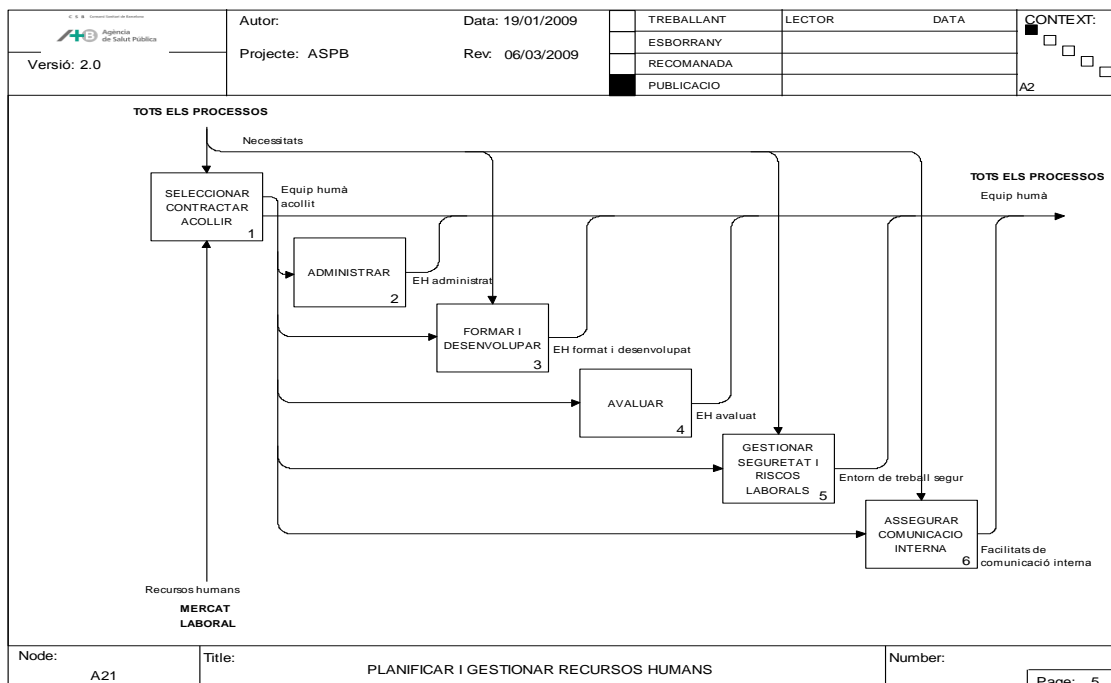 C S B Consorci Sanitari de Barcelona
Agència
de Salut Pública
Versió: 2.0
Autor:
Data: 19/01/2009
Projecte: ASPB
Rev: 06/03/2009
TREBALLANT
LECTOR
DATA
ESBORRANY
RECOMANADA
PUBLICACIO
CONTEXT:
A2
TOTS ELS PROCESSOS
Necessitats
SELECCIONAR
CONTRACTAR
ACOLLIR
1
Equip humà
acollit
TOTS ELS PROCESSOS
Equip humà
ADMINISTRAR
2
EH administrat
FORMAR I
DESENVOLUPAR
3
EH format i desenvolupat
AVALUAR
4
EH avaluat
GESTIONAR
SEGURETAT I
RISCOS
LABORALS
5
Entorn de treball segur
ASSEGURAR
COMUNICACIO
INTERNA
6
Facilitats de
comunicació interna
Recursos humans
MERCAT
LABORAL
Node:
A21
Title:
PLANIFICAR I GESTIONAR RECURSOS HUMANS
Number:
Page: 5